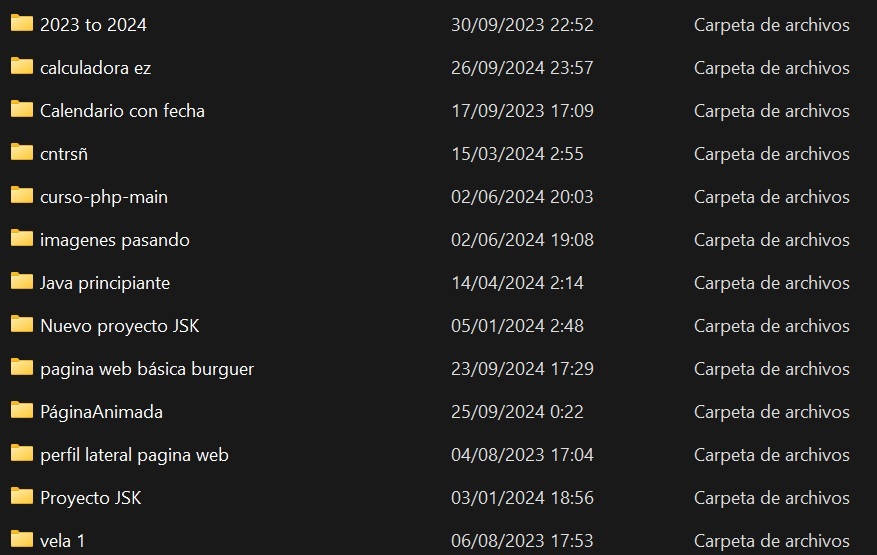 2023 to 2024 30/09/2023 22:52 Carpeta de archivos
calculadora ez 26/09/2024 23:57 Carpeta de archivos
Calendario con fecha 17/09/2023 17:09 Carpeta de archivos
cntrsñ 15/03/2024 2:55 Carpeta de archivos
curso-php-main 02/06/2024 20:03 Carpeta de archivos
imagenes pasando 02/06/2024 19:08 Carpeta de archivos
Java principiante 14/04/2024 2:14 Carpeta de archivos
Nuevo proyecto JSK 05/01/2024 2:48 Carpeta de archivos
pagina web básica burguer 23/09/2024 17:29 Carpeta de archivos
PáginaAnimada 25/09/2024 0:22 Carpeta de archivos
perfil lateral pagina web 04/08/2023 17:04 Carpeta de archivos
Proyecto JSK 03/01/2024 18:56 Carpeta de archivos
vela 1 06/08/2023 17:53 Carpeta de archivos